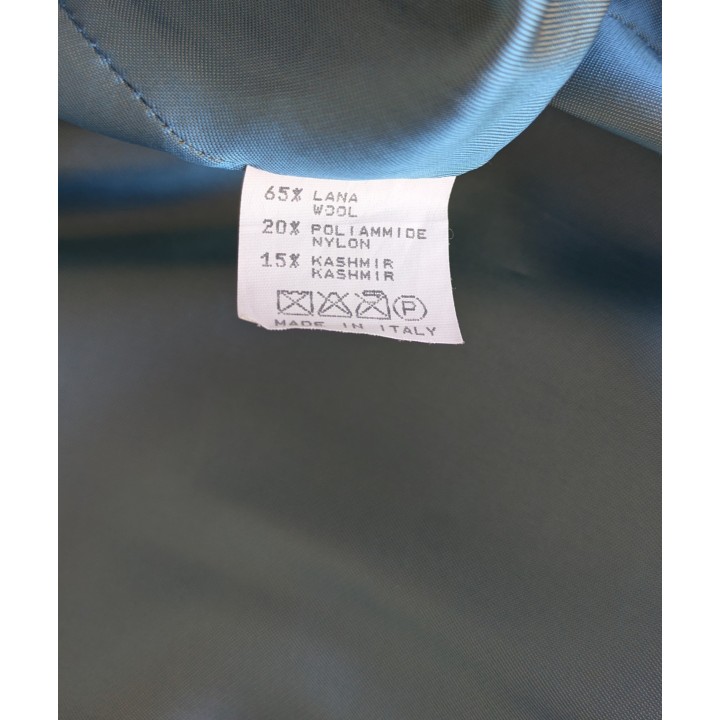 65% LANA
WOOL
20% POLIAMMIDE
NYLON
15% KASHMIR
KASHMIR
P
MADE IN ITALY